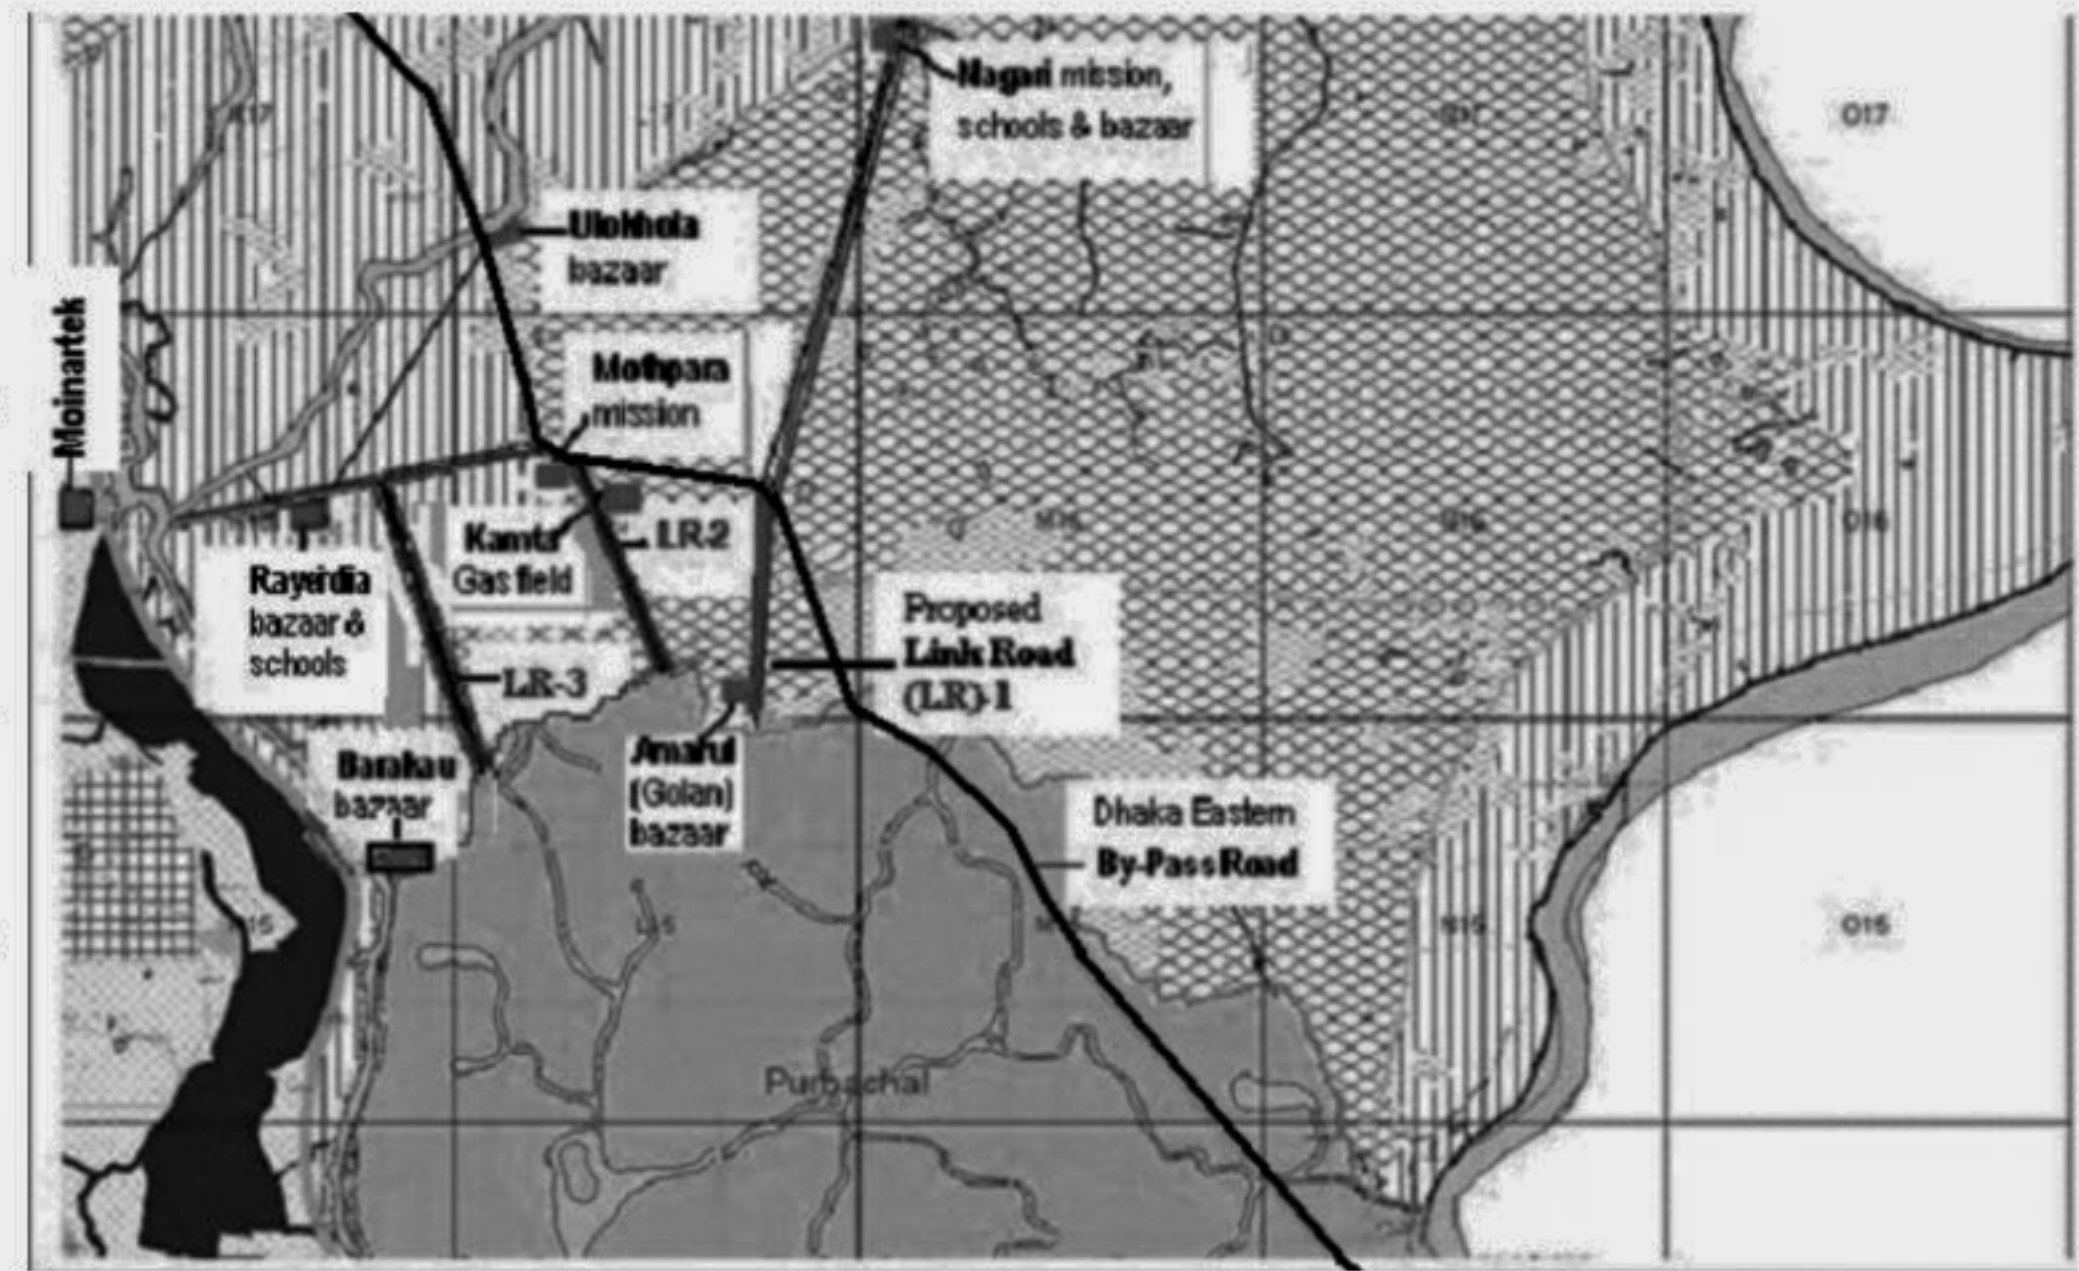 Nagari mission,
schools & bazaar
O17
Ulokhola
bazaar
Moinartek
Mothpara
mission
Kamta
Gas field
LR-2
Rayerdia
bazaar &
schools
LR-3
Proposed
Link Road
(LR)-1
Barakau
bazaar
Amarul
(Golan)
bazaar
Dhaka Eastern
By-Pass Road
O16
Purbachal